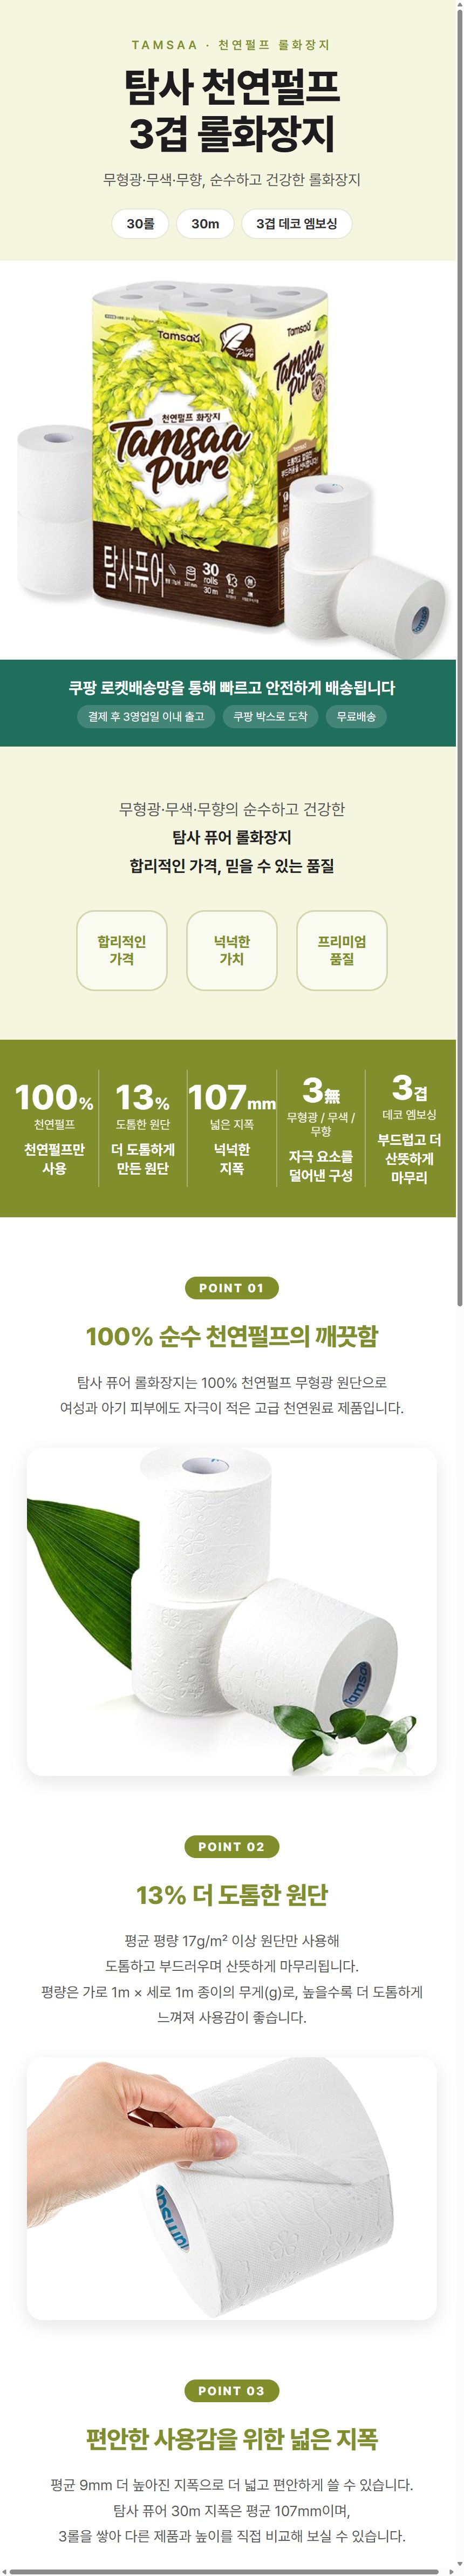 TAMSAA · 천연펄프 롤화장지
탐사 천연펄프
3겹 롤화장지
무형광·무색·무향, 순수하고 건강한 롤화장지
30롤
30m
3겹 데코 엠보싱
Tamsaa
Pure
Tamsaa
Tamsaa
Pure
천연펄프 화장지
Tamsaa
Pure
탐사퓨어
30
rolls
30 m
쿠팡 로켓배송망을 통해 빠르고 안전하게 배송됩니다
결제 후 3영업일 이내 출고
쿠팡 박스로 도착
무료배송
무형광·무색·무향의 순수하고 건강한
탐사 퓨어 롤화장지
합리적인 가격, 믿을 수 있는 품질
합리적인
가격
넉넉한
가치
프리미엄
품질
100%
천연펄프
천연펄프만
사용
13%
도톰한 원단
더 도톰하게
만든 원단
107mm
넓은 지폭
넉넉한
지폭
3無
무형광 / 무색 /
무향
자극 요소를
덜어낸 구성
3겹
데코 엠보싱
부드럽고 더
산뜻하게
마무리
POINT 01
100% 순수 천연펄프의 깨끗함
탐사 퓨어 롤화장지는 100% 천연펄프 무형광 원단으로
여성과 아기 피부에도 자극이 적은 고급 천연원료 제품입니다.
POINT 02
13% 더 도톰한 원단
평균 평량 17g/m² 이상 원단만 사용해
도톰하고 부드러우며 산뜻하게 마무리됩니다.
평량은 가로 1m × 세로 1m 종이의 무게(g)로, 높을수록 더 도톰하게
느껴져 사용감이 좋습니다.
POINT 03
편안한 사용감을 위한 넓은 지폭
평균 9mm 더 높아진 지폭으로 더 넓고 편안하게 쓸 수 있습니다.
탐사 퓨어 30m 지폭은 평균 107mm이며,
3롤을 쌓아 다른 제품과 높이를 직접 비교해 보실 수 있습니다.